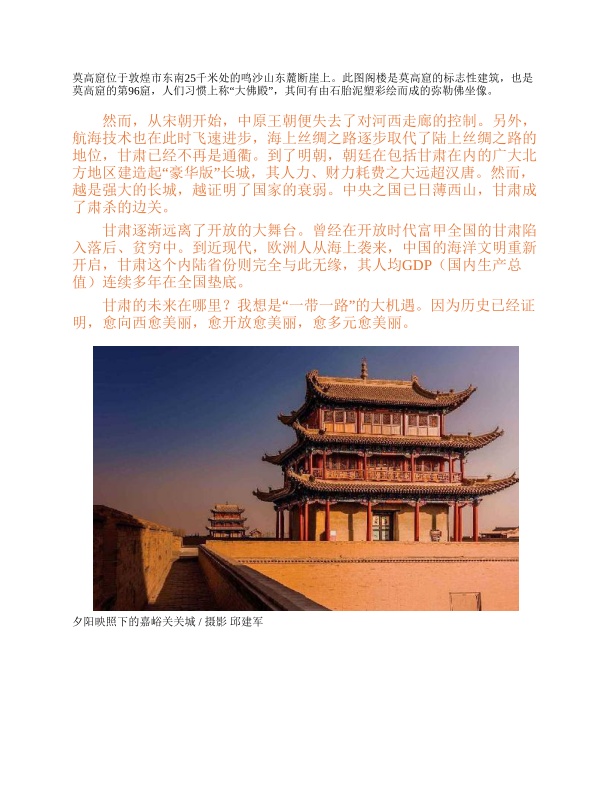 莫高窟位于敦煌市东南25千米处的鸣沙山东麓断崖上。此图阁楼是莫高窟的标志性建筑，也是
莫高窟的第96窟，人们习惯上称“大佛殿”，其间有由石胎泥塑彩绘而成的弥勒佛坐像。
然而，从宋朝开始，中原王朝便失去了对河西走廊的控制。另外，
航海技术也在此时飞速进步，海上丝绸之路逐步取代了陆上丝绸之路的
地位，甘肃已经不再是通衢。到了明朝，朝廷在包括甘肃在内的广大北
方地区建造起“豪华版”长城，其人力、财力耗费之大远超汉唐。然而，
越是强大的长城，越证明了国家的衰弱。中央之国已日薄西山，甘肃成
了肃杀的边关。
甘肃逐渐远离了开放的大舞台。曾经在开放时代富甲全国的甘肃陷
入落后、贫穷中。到近现代，欧洲人从海上袭来，中国的海洋文明重新
开启，甘肃这个内陆省份则完全与此无缘，其人均GDP（国内生产总
值）连续多年在全国垫底。
甘肃的未来在哪里？我想是“一带一路”的大机遇。因为历史已经证
明，愈向西愈美丽，愈开放愈美丽，愈多元愈美丽。
夕阳映照下的嘉峪关关城 / 摄影 邱建军